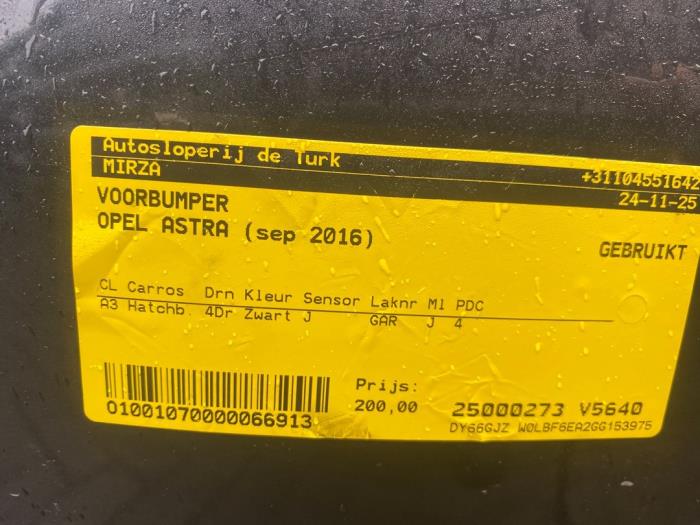 Autosloperij de Turk
MIRZA
+31104551642
24-11-25
VOORBUMPER
OPEL ASTRA (sep 2016)
GEBRUIKT
CL Carros Drn Kleur Sensor Laknr Ml PDC
A3 Hatchb. 4Dr Zwart J GAR J 4
Prijs:
200,00
01001070000066913
25000273 V5640
DY66GJZ W0LBF6EA2GG153975